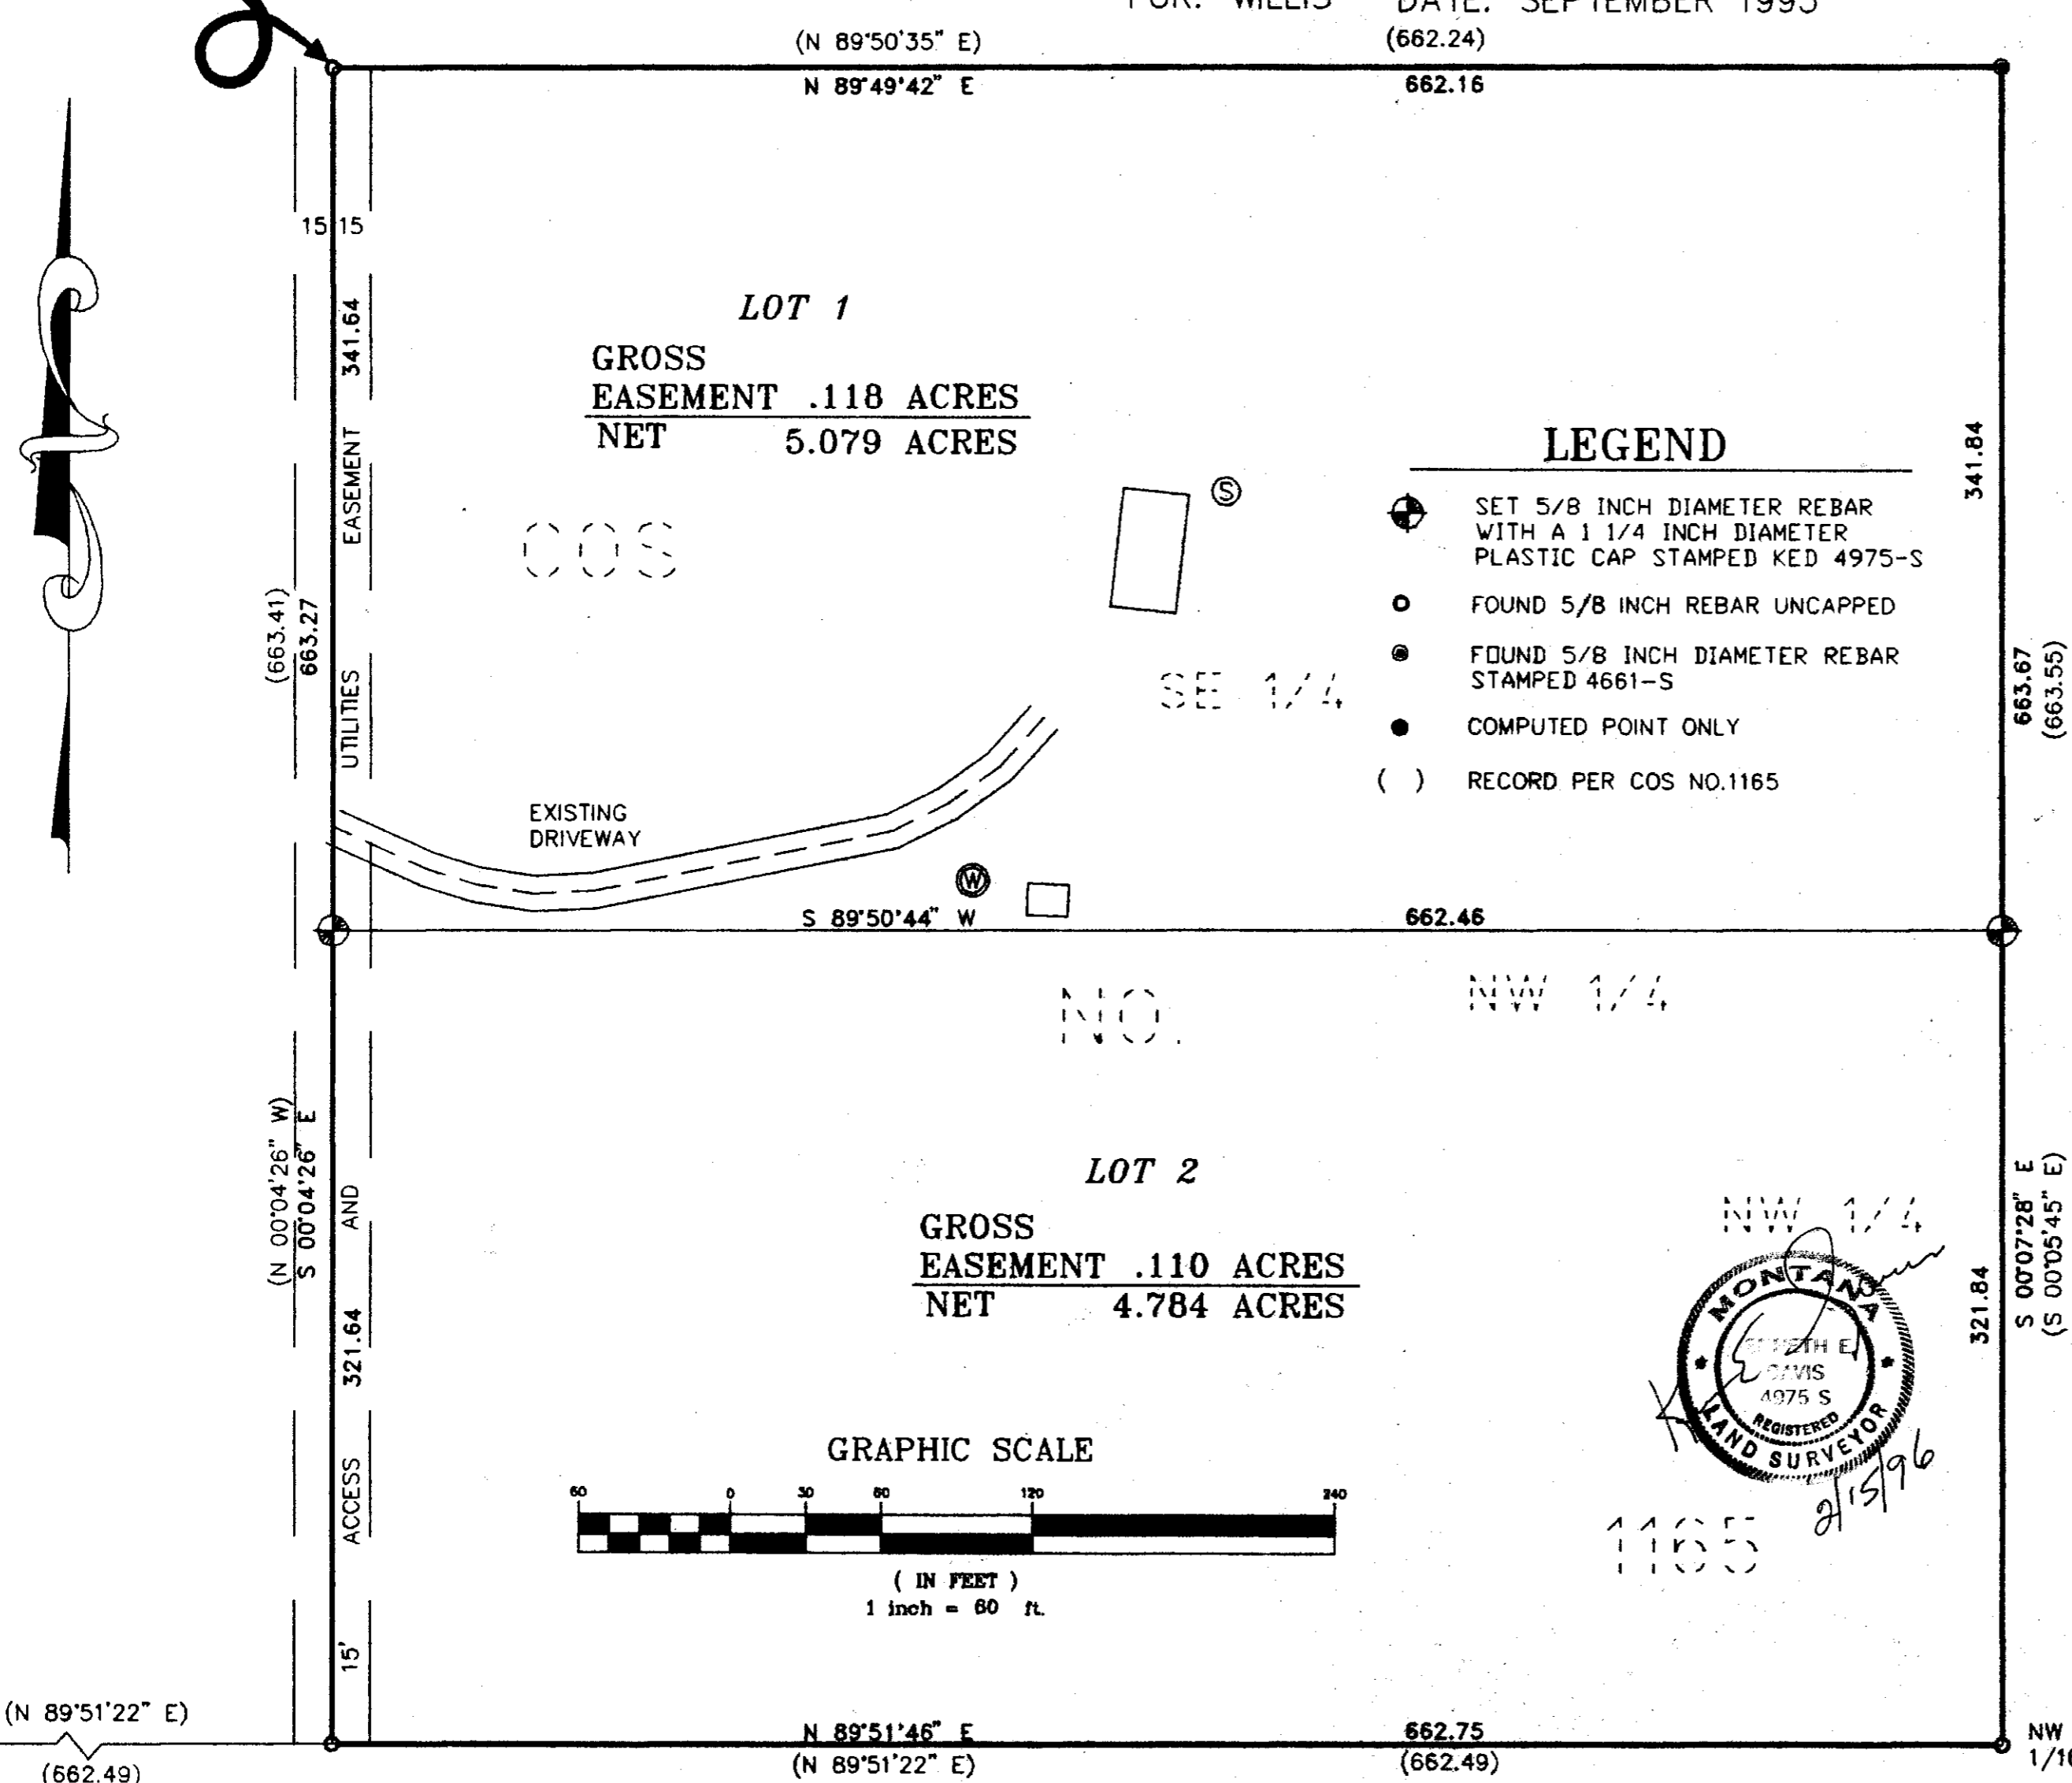 FOR: WILLIS DATE: SEPTEMBER 1995
(N 89°50'35" E) (662.24)
N 89°49'42" E 662.16
15 15
341.64
EASEMENT
UTILITIES
AND
321.64
ACCESS
15'
(663.41)
663.27
(N 00°04'26" W)
S 00°04'26" E
LOT 1
GROSS
EASEMENT .118 ACRES
NET 5.079 ACRES
COS
SE 1/4
S
LEGEND
SET 5/8 INCH DIAMETER REBAR
WITH A 1 1/4 INCH DIAMETER
PLASTIC CAP STAMPED KED 4975-S
FOUND 5/8 INCH REBAR UNCAPPED
FOUND 5/8 INCH DIAMETER REBAR
STAMPED 4661-S
COMPUTED POINT ONLY
( ) RECORD PER COS NO.1165
341.84
663.67
(663.55)
EXISTING
DRIVEWAY
W
S 89°50'44" W 662.46
NO.
NW 1/4
LOT 2
GROSS
EASEMENT .110 ACRES
NET 4.784 ACRES
NW 1/4
321.84
S 00°07'28" E
(S 00°05'45" E)
MONTANA
E.
DAVIS
4975 S
REGISTERED
LAND SURVEYOR
2/15/96
1165
GRAPHIC SCALE
60 0 30 60 120 240
( IN FEET )
1 inch = 60 ft.
(N 89°51'22" E)
(662.49)
N 89°51'46" E 662.75
(N 89°51'22" E) (662.49)
NW